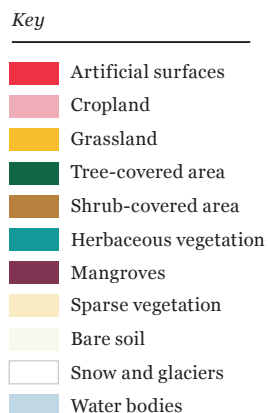 Key
Artificial surfaces
Cropland
Grassland
Tree-covered area
Shrub-covered area
Herbaceous vegetation
Mangroves
Sparse vegetation
Bare soil
Snow and glaciers
Water bodies